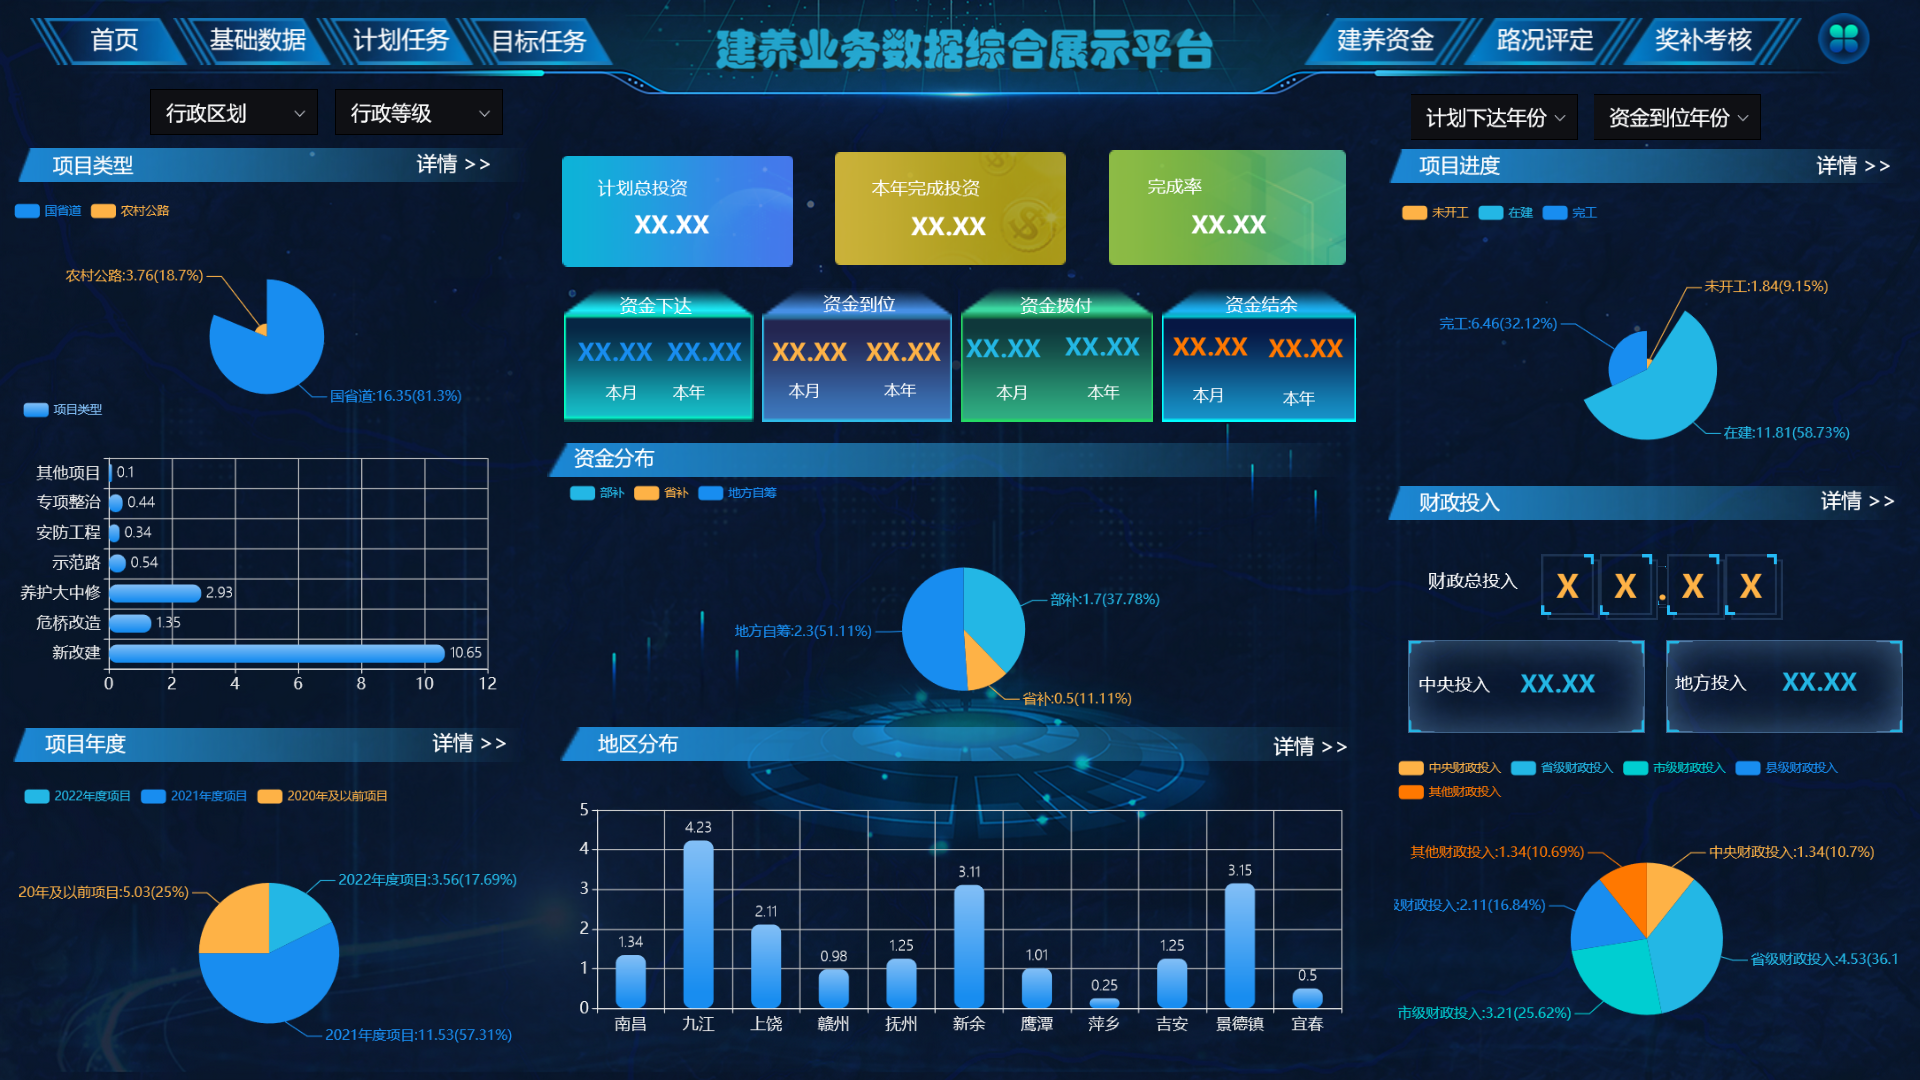 首页
基础数据
计划任务
目标任务
建养业务数据综合展示平台
建养资金
路况评定
奖补考核
行政区划
行政等级
计划下达年份
资金到位年份
项目类型
详情 >>
国省道
农村公路
农村公路:3.76(18.7%)
国省道:16.35(81.3%)
项目类型
其他项目
0.1
专项整治
0.44
安防工程
0.34
示范路
0.54
养护大中修
2.93
危桥改造
1.35
新改建
10.65
0 2 4 6 8 10 12
项目年度
详情 >>
2022年度项目
2021年度项目
2020年及以前项目
2022年度项目:3.56(17.69%)
20年及以前项目:5.03(25%)
2021年度项目:11.53(57.31%)
计划总投资
XX.XX
本年完成投资
XX.XX
完成率
XX.XX
资金下达
XX.XX XX.XX
本月 本年
资金到位
XX.XX XX.XX
本月 本年
资金拨付
XX.XX XX.XX
本月 本年
资金结余
XX.XX XX.XX
本月 本年
资金分布
部补
省补
地方自筹
部补:1.7(37.78%)
地方自筹:2.3(51.11%)
省补:0.5(11.11%)
地区分布
详情 >>
5
4
3
2
1
0
1.34
4.23
2.11
0.98
1.25
3.11
1.01
0.25
1.25
3.15
0.5
南昌 九江 上饶 赣州 抚州 新余 鹰潭 萍乡 吉安 景德镇 宜春
项目进度
详情 >>
未开工
在建
完工
未开工:1.84(9.15%)
完工:6.46(32.12%)
在建:11.81(58.73%)
财政投入
详情 >>
财政总投入
X X . X X
中央投入
XX.XX
地方投入
XX.XX
中央财政投入
省级财政投入
市级财政投入
县级财政投入
其他财政投入
其他财政投入:1.34(10.69%)
中央财政投入:1.34(10.7%)
级财政投入:2.11(16.84%)
省级财政投入:4.53(36.1
市级财政投入:3.21(25.62%)